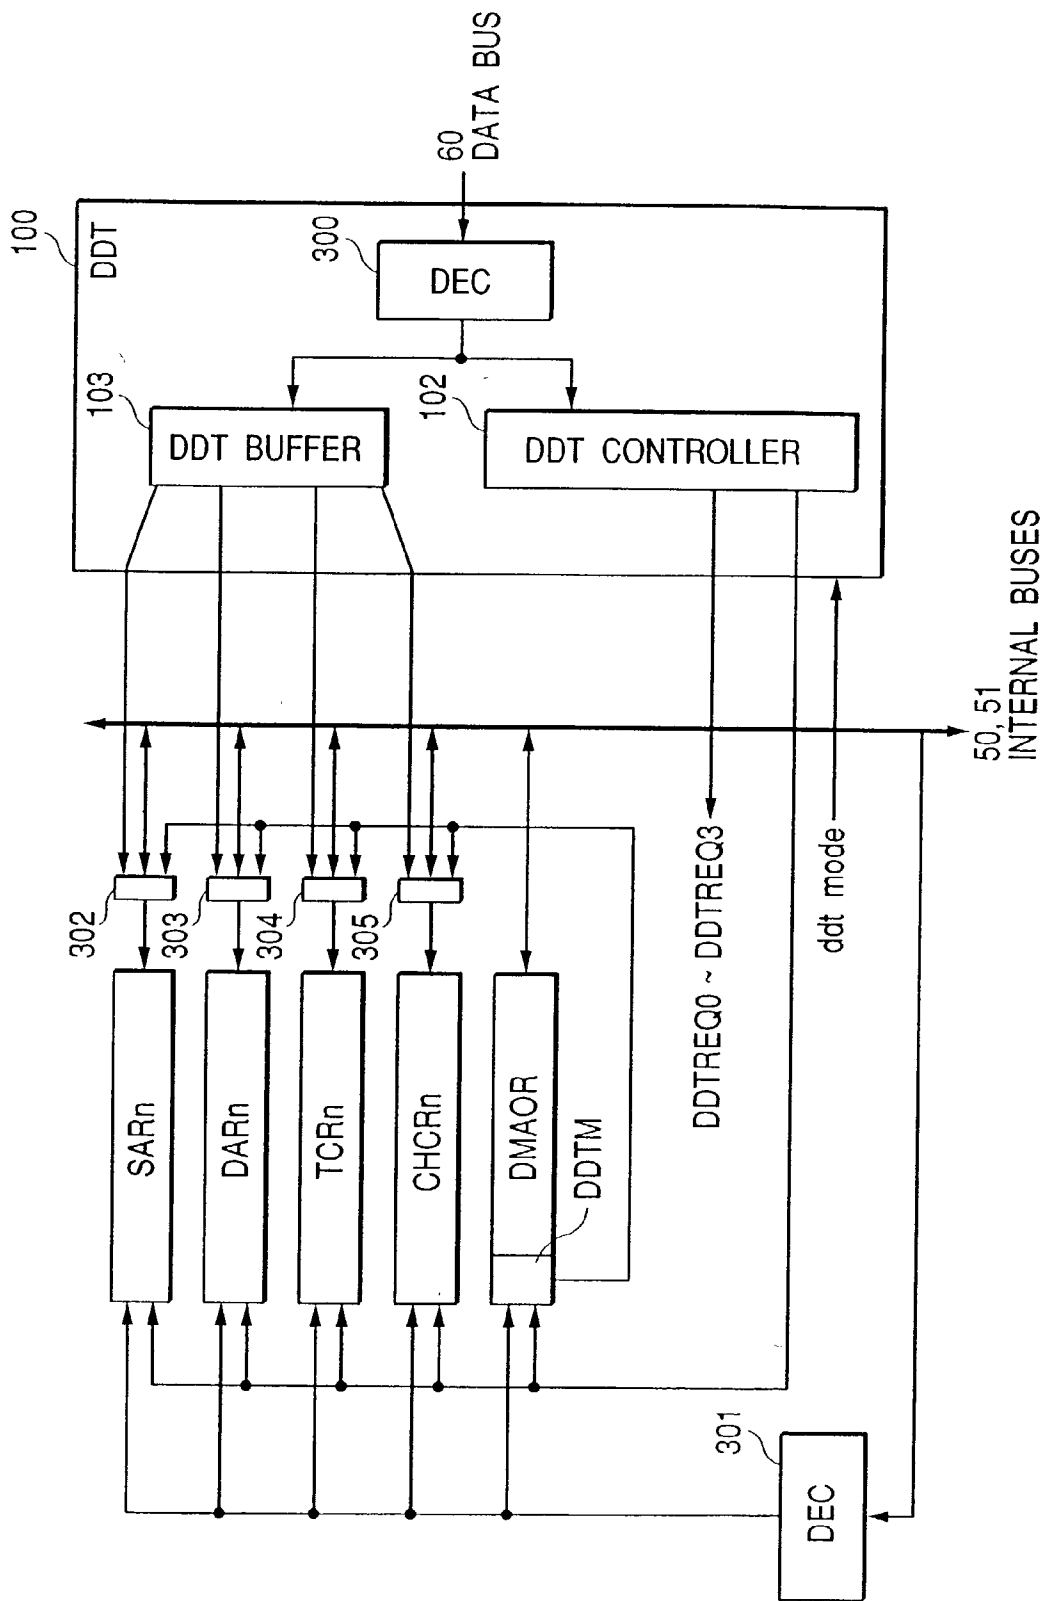 100
DDT
60
DATA BUS
300
DEC
103
DDT BUFFER
102
DDT CONTROLLER
50, 51
INTERNAL BUSES
302
303
304
305
ddt mode
DDTREQ0 ~ DDTREQ3
SARn
DARn
TCRn
CHCRn
DMAOR
DDTM
301
DEC